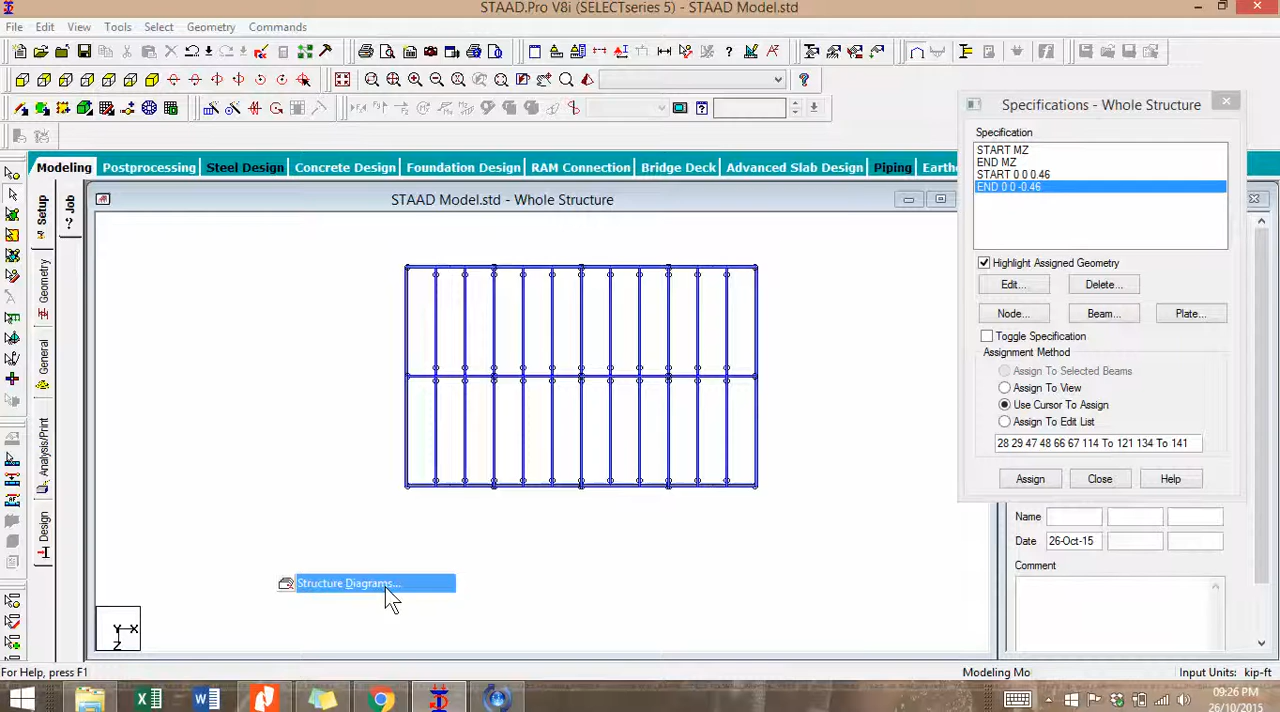 STAAD.Pro V8i (SELECTseries 5) - STAAD Model.std
File Edit View Tools Select Geometry Commands
Modeling Postprocessing Steel Design Concrete Design Foundation Design RAM Connection Bridge Deck Advanced Slab Design Piping Earthq
Setup
Job
Geometry
General
Analysis/Print
Design
STAAD Model.std - Whole Structure
Structure Diagrams...
Y X
Z
Specifications - Whole Structure
Specification
START MZ
END MZ
START 0 0 0.46
END 0 0 -0.46
Highlight Assigned Geometry
Edit... Delete...
Node... Beam... Plate...
Toggle Specification
Assignment Method
Assign To Selected Beams
Assign To View
Use Cursor To Assign
Assign To Edit List
28 29 47 48 66 67 114 To 121 134 To 141
Assign Close Help
Name
Date 26-Oct-15
Comment
For Help, press F1
Modeling Mo
Input Units: kip-ft
09:26 PM
26/10/2015